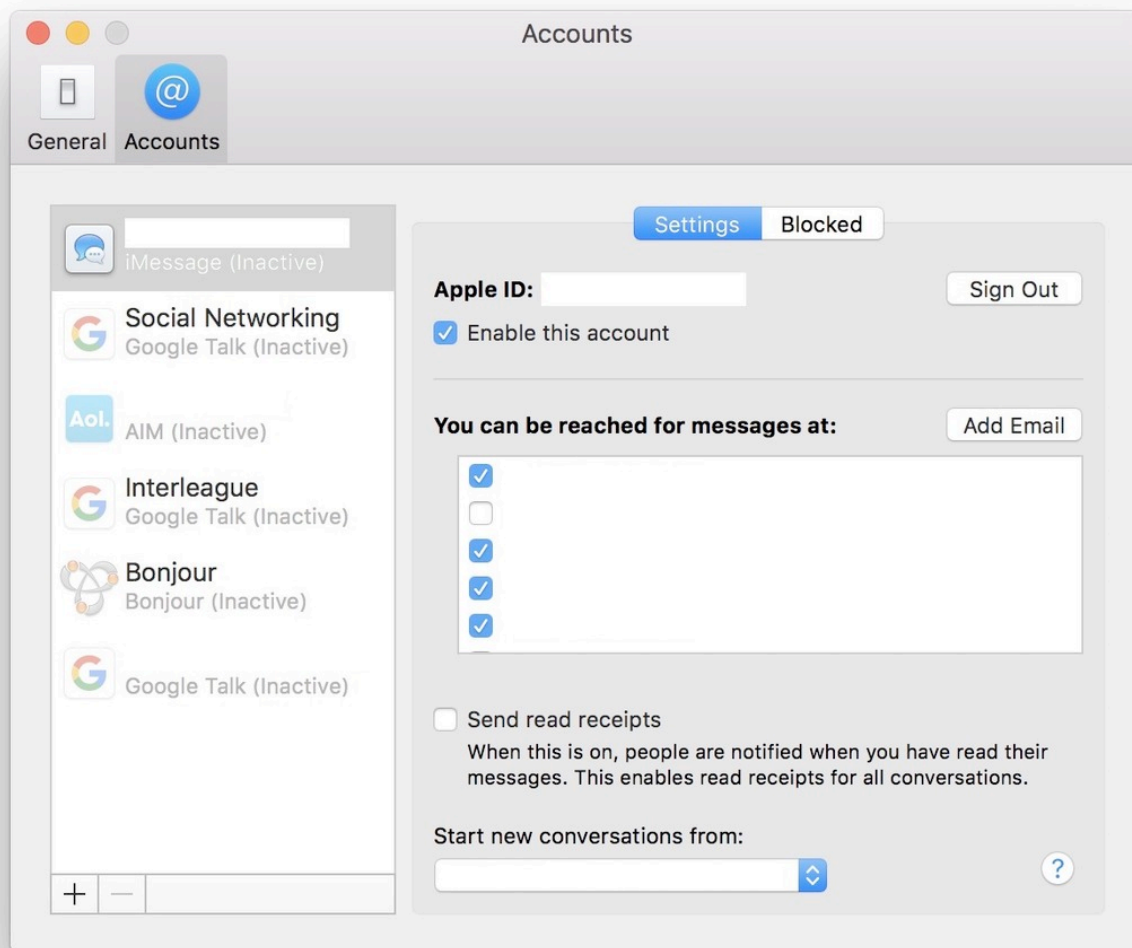 Accounts
General
Accounts
iMessage (Inactive)
Social Networking
Google Talk (Inactive)
Aol.
AIM (Inactive)
Interleague
Google Talk (Inactive)
Bonjour
Bonjour (Inactive)
Google Talk (Inactive)
Settings
Blocked
Apple ID:
Sign Out
Enable this account
You can be reached for messages at:
Add Email
Send read receipts
When this is on, people are notified when you have read their
messages. This enables read receipts for all conversations.
Start new conversations from:
?